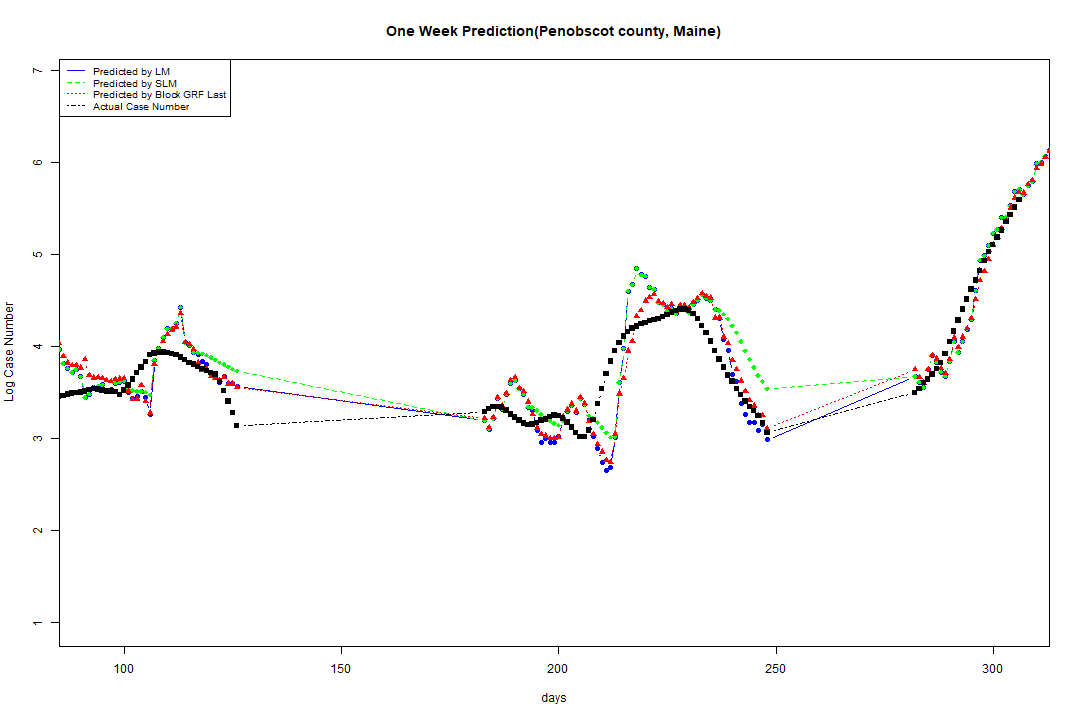 One Week Prediction(Penobscot county, Maine)
Predicted by LM
Predicted by SLM
Predicted by Block GRF Last
Actual Case Number
7
6
5
4
3
2
1
Log Case Number
100 150 200 250 300
days